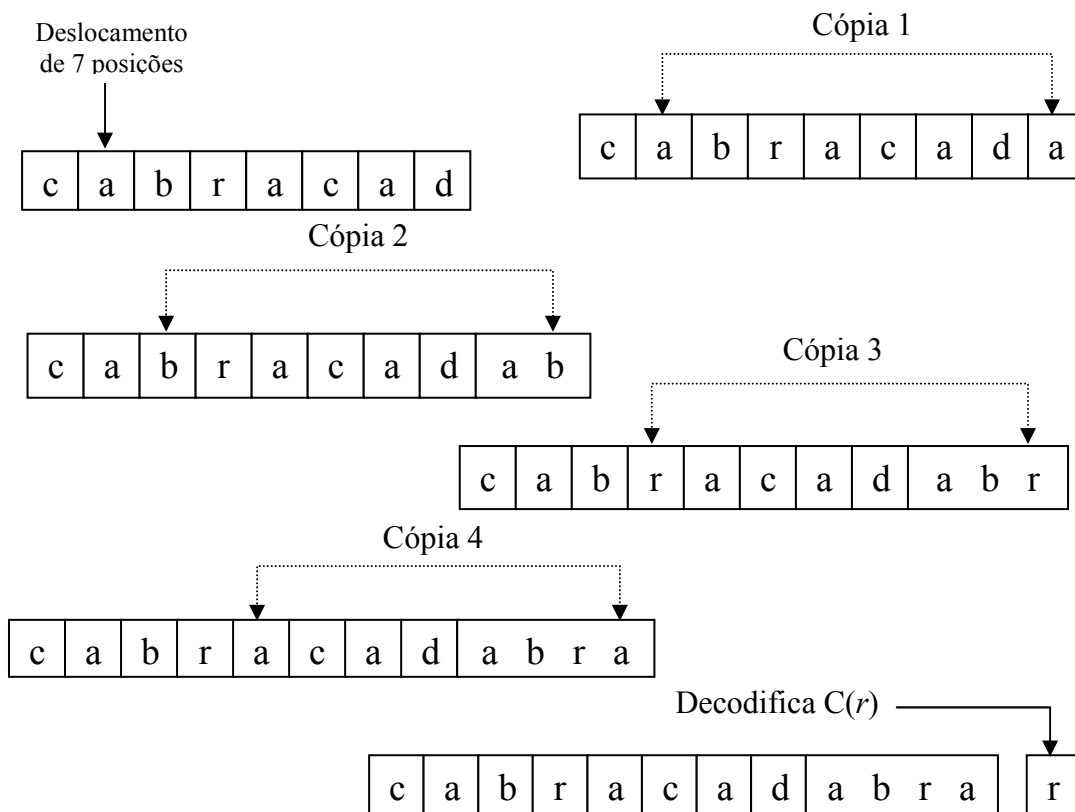 Cópia 1
Deslocamento
de 7 posições
c a b r a c a d a
c a b r a c a d
Cópia 2
c a b r a c a d a b
Cópia 3
c a b r a c a d a b r
Cópia 4
c a b r a c a d a b r a
Decodifica C(r)
c a b r a c a d a b r a r